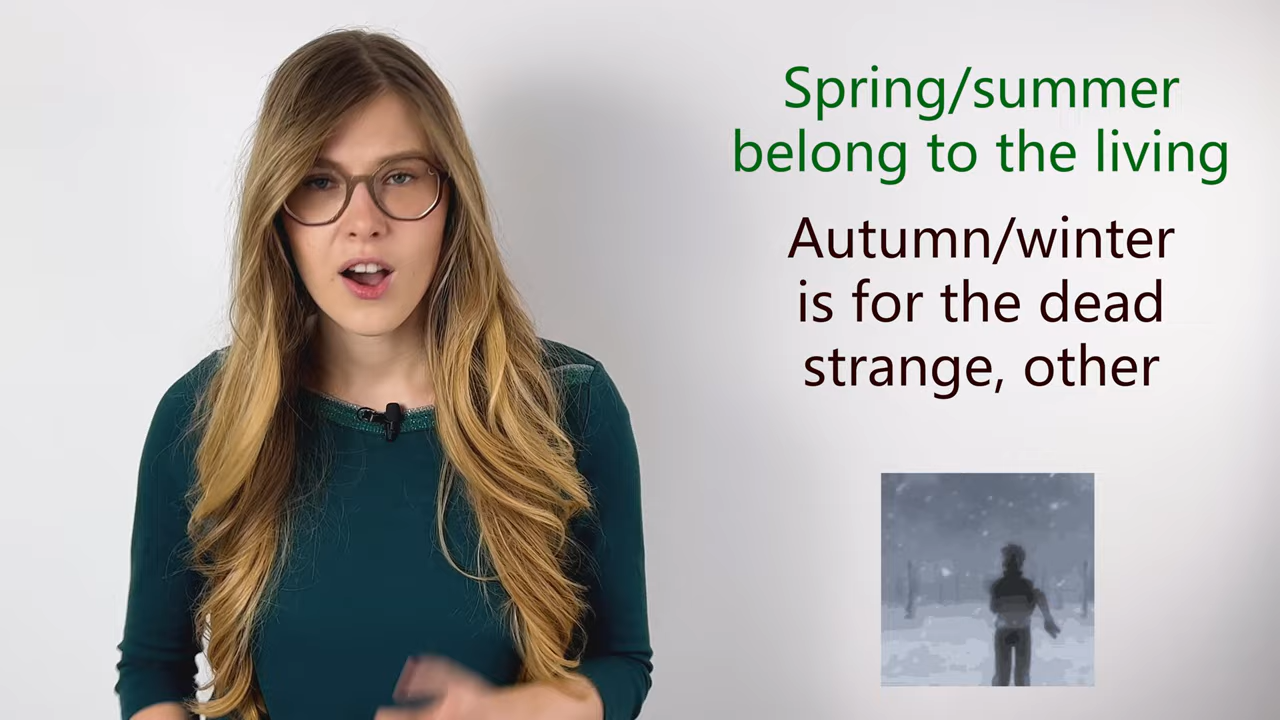 Spring/summer
belong to the living
Autumn/winter
is for the dead
strange, other